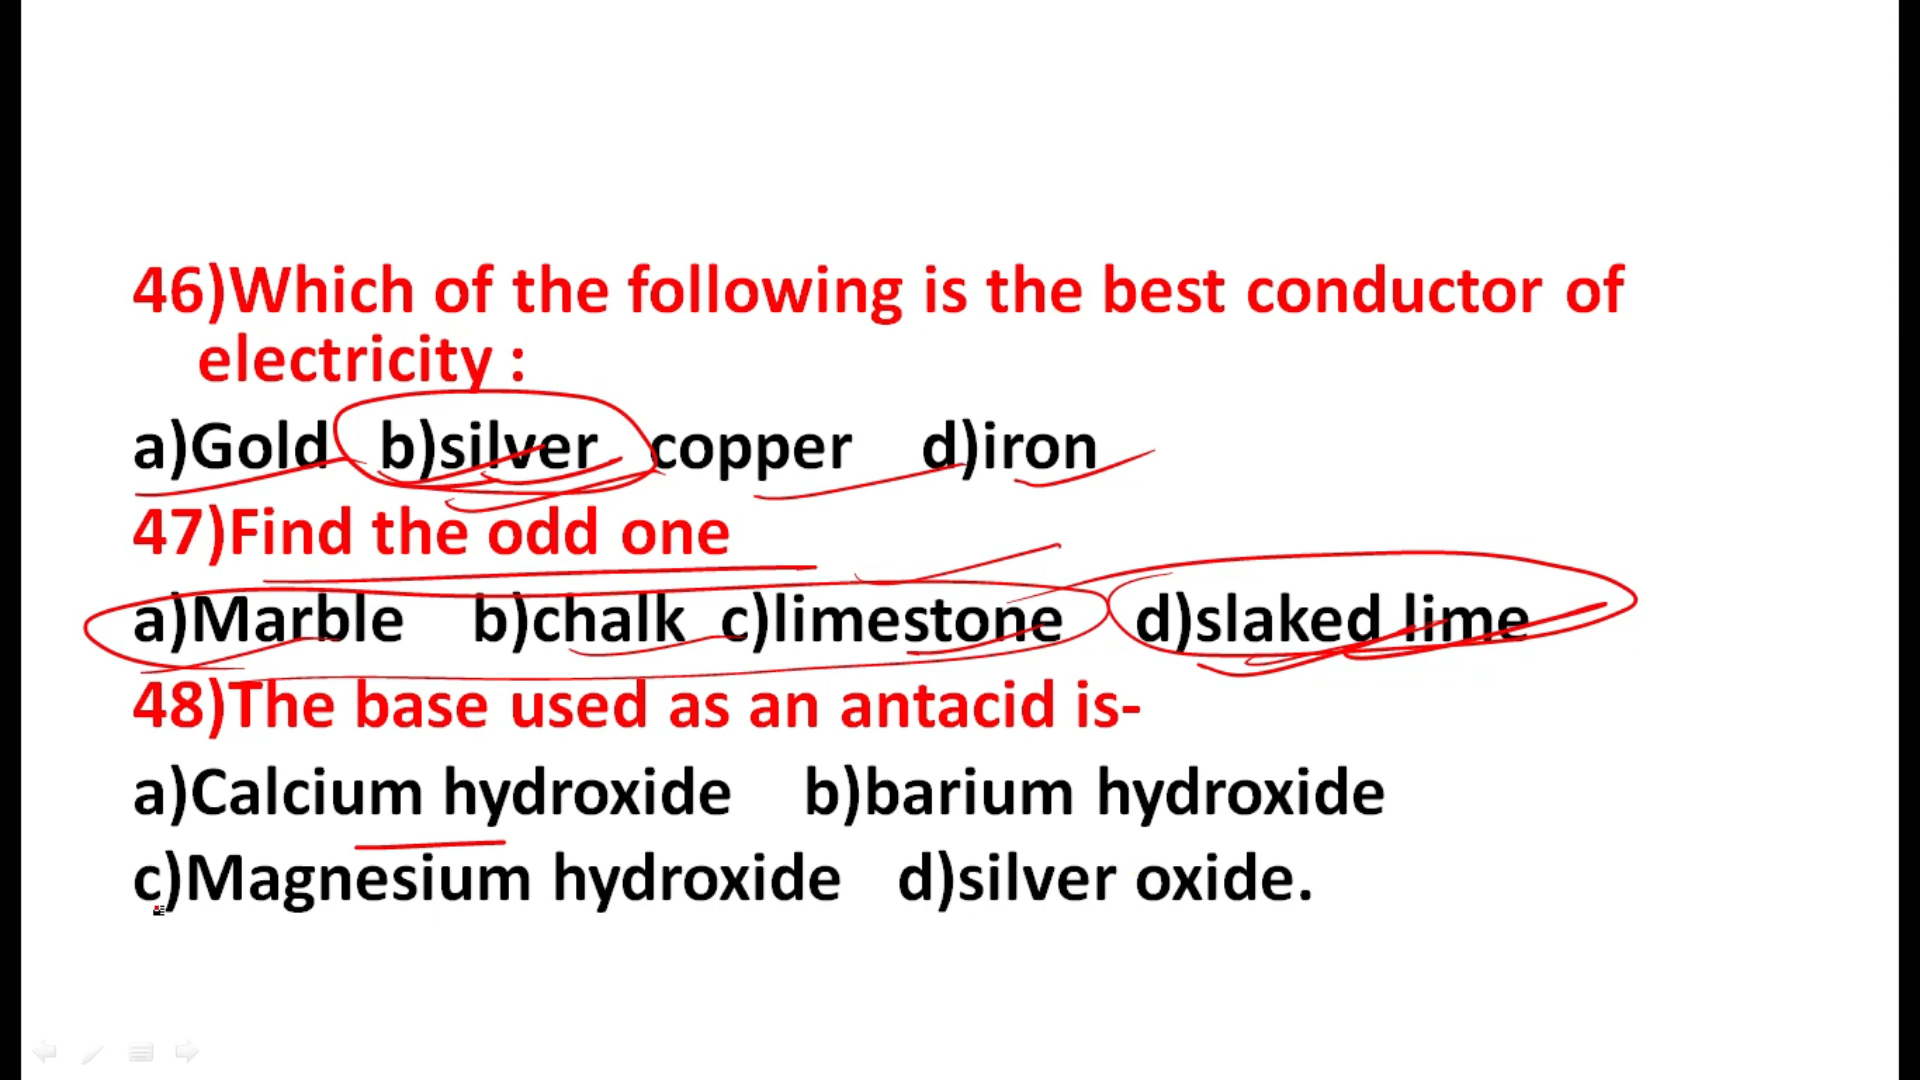 46)Which of the following is the best conductor of
electricity :
a)Gold b)silver copper d)iron
47)Find the odd one
a)Marble b)chalk c)limestone d)slaked lime
48)The base used as an antacid is-
a)Calcium hydroxide b)barium hydroxide
c)Magnesium hydroxide d)silver oxide.